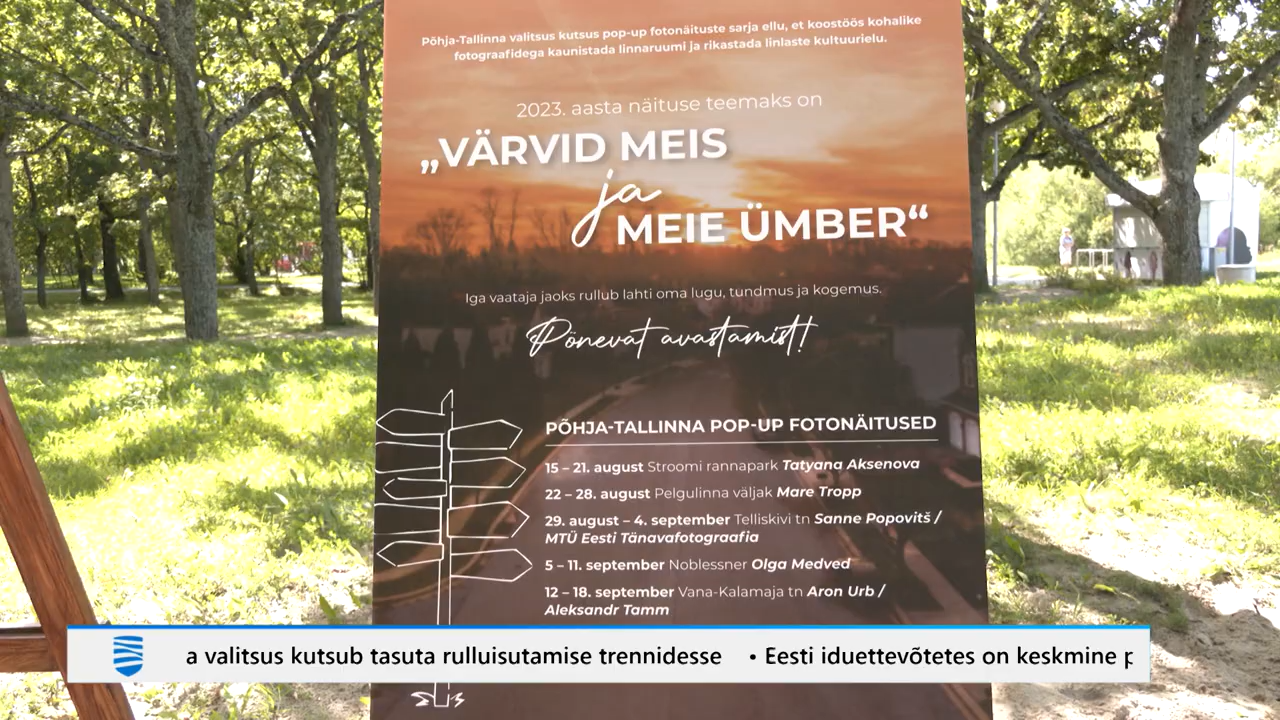 Põhja-Tallinna valitsus kutsus pop-up fotonäituste sarja ellu, et koostöös kohalike
fotograafidega kaunistada linnaruumi ja rikastada linlaste kultuurielu.
2023. aasta näituse teemaks on
„VÄRVID MEIS
ja
MEIE ÜMBER“
Iga vaataja jaoks rullub lahti oma lugu, tundmus ja kogemus.
Põnevat avastamist!
PÕHJA-TALLINNA POP-UP FOTONÄITUSED
15 – 21. august Stroomi rannapark Tatyana Aksenova
22 – 28. august Pelgulinna väljak Mare Tropp
29. august – 4. september Telliskivi tn Sanne Popovitš /
MTÜ Eesti Tänavafotograafia
5 – 11. september Noblessner Olga Medved
12 – 18. september Vana-Kalamaja tn Aron Urb /
Aleksandr Tamm
a valitsus kutsub tasuta rulluisutamise trennidesse • Eesti iduettevõtetes on keskmine